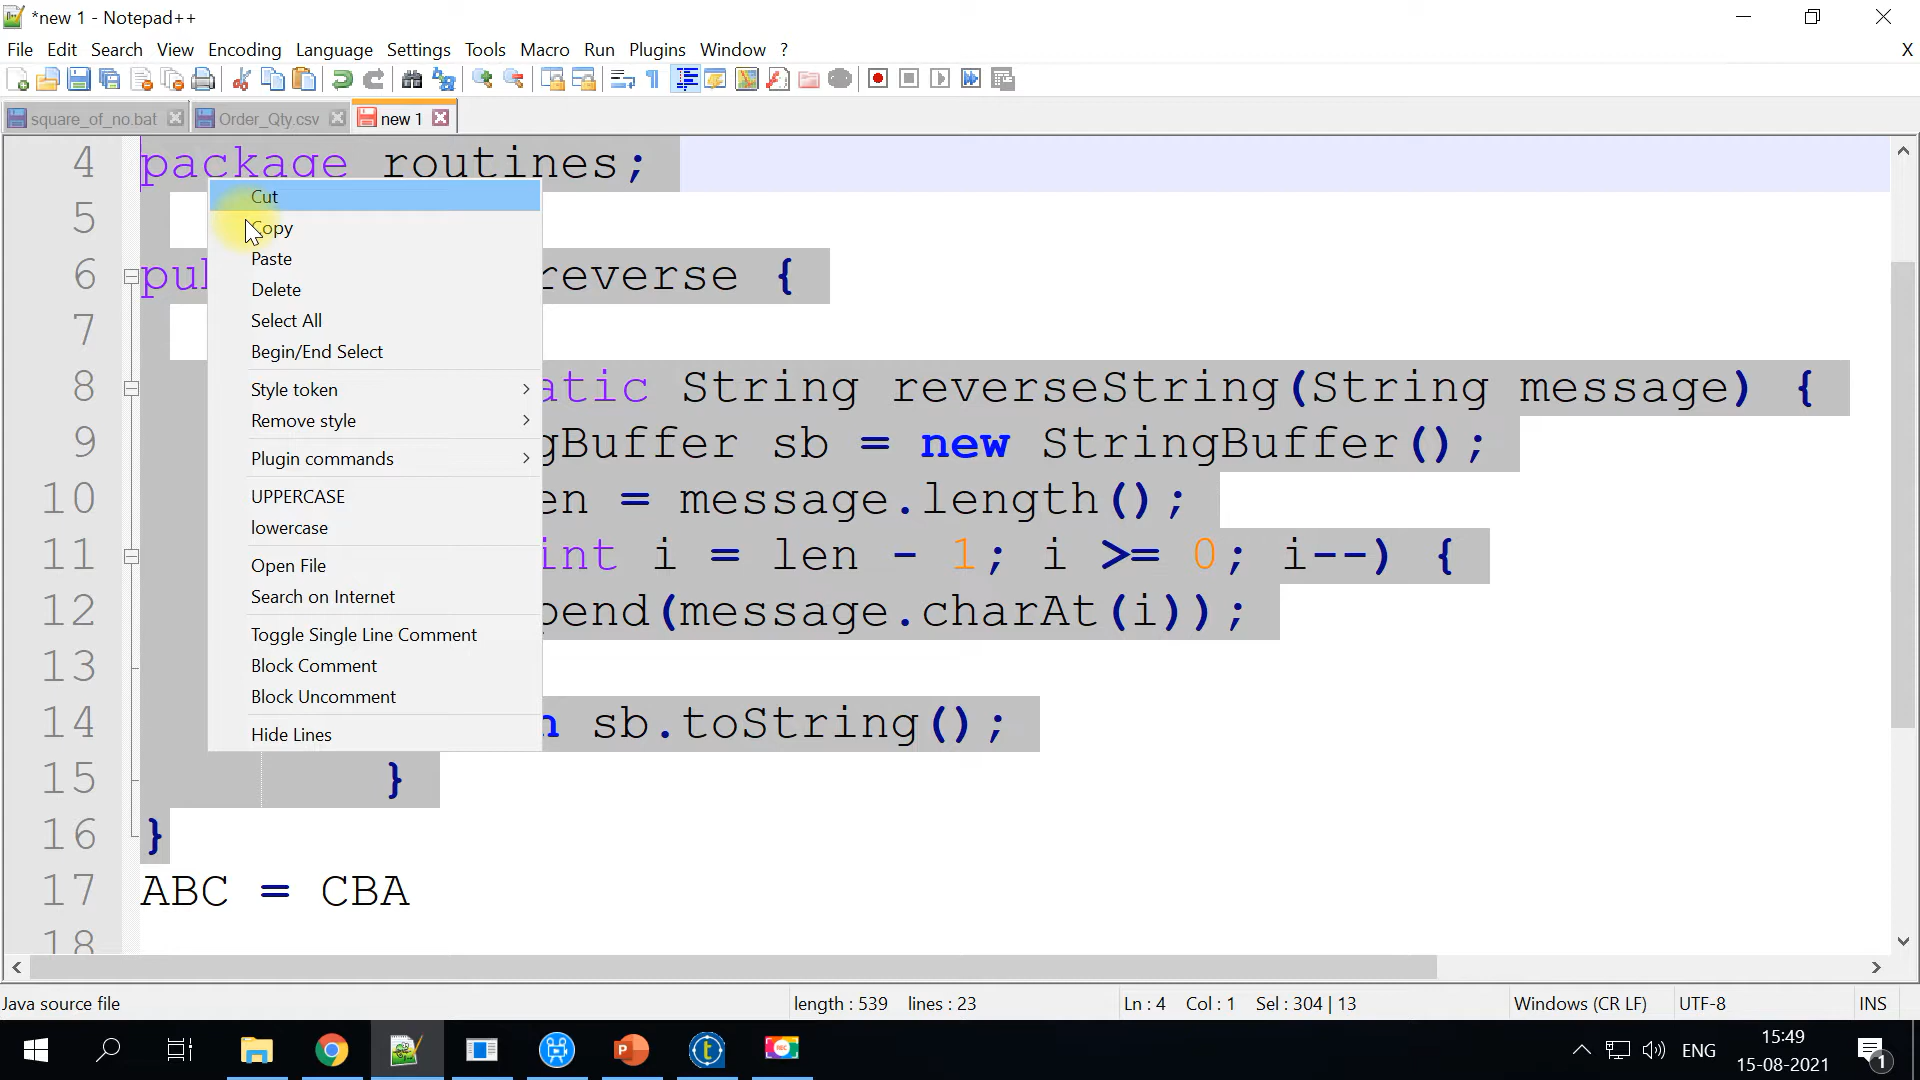 *new 1 - Notepad++
File Edit Search View Encoding Language Settings Tools Macro Run Plugins Window ? X
square_of_no.bat Order_Qty.csv new 1
4 package routines;
5
6 pu reverse {
7
8 atic String reverseString(String message) {
9 gBuffer sb = new StringBuffer();
10 en = message.length();
11 int i = len - 1; i >= 0; i--) {
12 pend(message.charAt(i));
13
14 n sb.toString();
15 }
16 }
17 ABC = CBA
18
Cut
Copy
Paste
Delete
Select All
Begin/End Select
Style token
Remove style
Plugin commands
UPPERCASE
lowercase
Open File
Search on Internet
Toggle Single Line Comment
Block Comment
Block Uncomment
Hide Lines
Java source file length : 539 lines : 23 Ln : 4 Col : 1 Sel : 304 | 13 Windows (CR LF) UTF-8 INS
ENG 15:49
15-08-2021
1